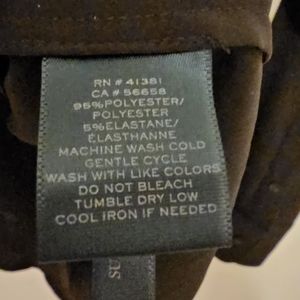 RN # 41381
CA # 56658
95%POLYESTER/
POLYESTER
5%ELASTANE/
ÉLASTHANNE
MACHINE WASH COLD
GENTLE CYCLE
WASH WITH LIKE COLORS
DO NOT BLEACH
TUMBLE DRY LOW
COOL IRON IF NEEDED